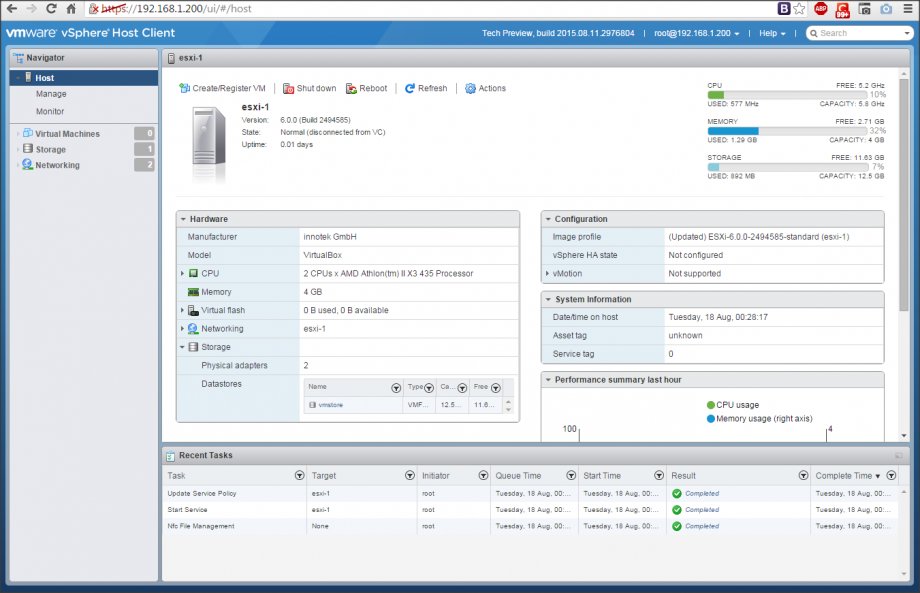 https://192.168.1.200/ui/#/host
B ABP 99+
vmware® vSphere® Host Client Tech Preview, build 2015.08.11.2976804 | root@192.168.1.200 | Help | Search
Navigator
esxi-1
Host
Manage
Monitor
Virtual Machines 0
Storage 1
Networking 2
Create/Register VM | Shut down Reboot | Refresh | Actions
esxi-1
Version: 6.0.0 (Build 2494585)
State: Normal (disconnected from VC)
Uptime: 0.01 days
CPU FREE: 5.2 GHz
10%
USED: 577 MHz CAPACITY: 5.8 GHz
MEMORY FREE: 2.71 GB
32%
USED: 1.29 GB CAPACITY: 4 GB
STORAGE FREE: 11.63 GB
7%
USED: 892 MB CAPACITY: 12.5 GB
Hardware
Manufacturer innotek GmbH
Model VirtualBox
CPU 2 CPUs x AMD Athlon(tm) II X3 435 Processor
Memory 4 GB
Virtual flash 0 B used, 0 B available
Networking esxi-1
Storage
Physical adapters 2
Datastores
Name Type Ca... Free
vmstore VMF... 12.5... 11.6...
Configuration
Image profile (Updated) ESXi-6.0.0-2494585-standard (esxi-1)
vSphere HA state Not configured
vMotion Not supported
System Information
Date/time on host Tuesday, 18 Aug, 00:28:17
Asset tag unknown
Service tag 0
Performance summary last hour
CPU usage
Memory usage (right axis)
100 4
Recent Tasks
Task Target Initiator Queue Time Start Time Result Complete Time
Update Service Policy esxi-1 root Tuesday, 18 Aug, 00:... Tuesday, 18 Aug, 00:... Completed Tuesday, 18 Aug, 00:...
Start Service esxi-1 root Tuesday, 18 Aug, 00:... Tuesday, 18 Aug, 00:... Completed Tuesday, 18 Aug, 00:...
Nfc File Management None root Tuesday, 18 Aug, 00:... Tuesday, 18 Aug, 00:... Completed Tuesday, 18 Aug, 00:...